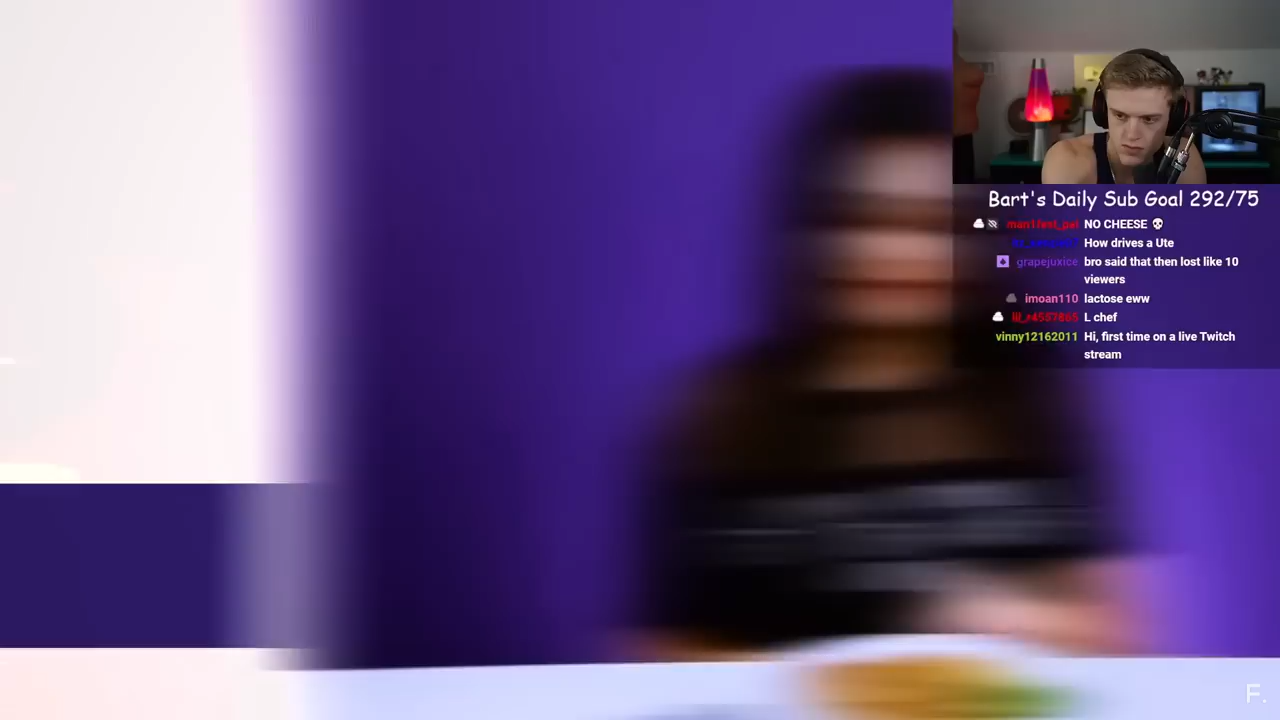 Bart's Daily Sub Goal 292/75
man1fest_gal NO CHEESE 💀
How drives a Ute
grapejuxice bro said that then lost like 10
viewers
imoan110 lactose eww
L chef
vinny12162011 Hi, first time on a live Twitch
stream
F.